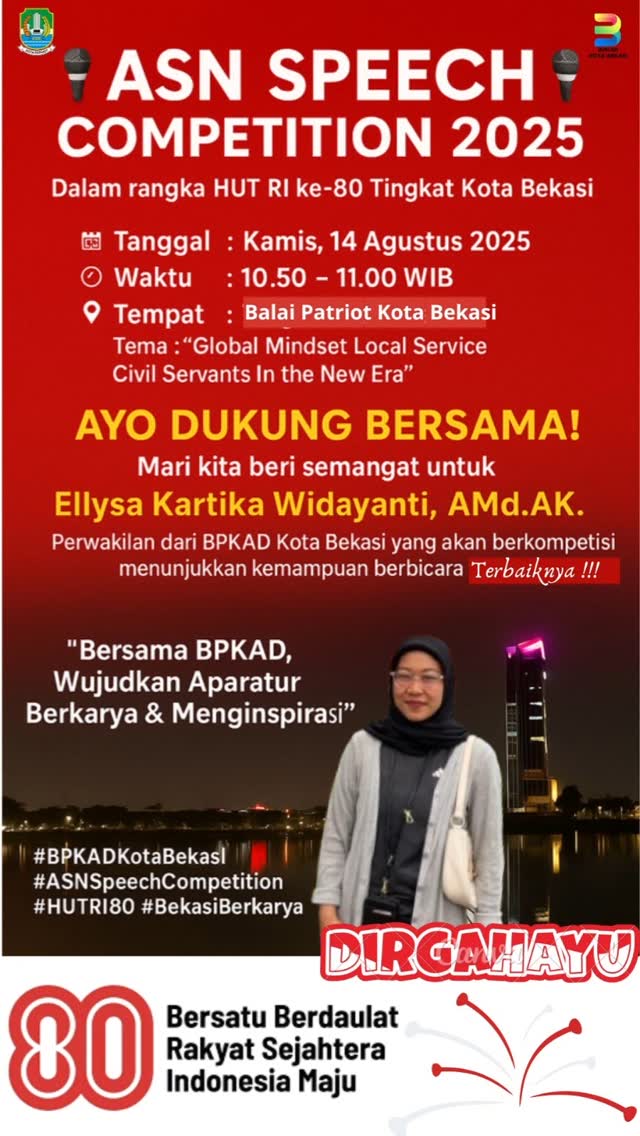 ASN SPEECH
COMPETITION 2025
Dalam rangka HUT RI ke-80 Tingkat Kota Bekasi
Tanggal : Kamis, 14 Agustus 2025
Waktu : 10.50 – 11.00 WIB
Tempat : Balai Patriot Kota Bekasi
Tema : “Global Mindset Local Service
Civil Servants In the New Era”
AYO DUKUNG BERSAMA!
Mari kita beri semangat untuk
Ellysa Kartika Widayanti, AMd.AK.
Perwakilan dari BPKAD Kota Bekasi yang akan berkompetisi
menunjukkan kemampuan berbicara Terbaiknya !!!
"Bersama BPKAD,
Wujudkan Aparatur
Berkarya & Menginspirasi”
#BPKADKotaBekasI
#ASNSpeechCompetition
#HUTRI80 #BekasiBerkarya
DIRGAHAYU
Canva
80
Bersatu Berdaulat
Rakyat Sejahtera
Indonesia Maju